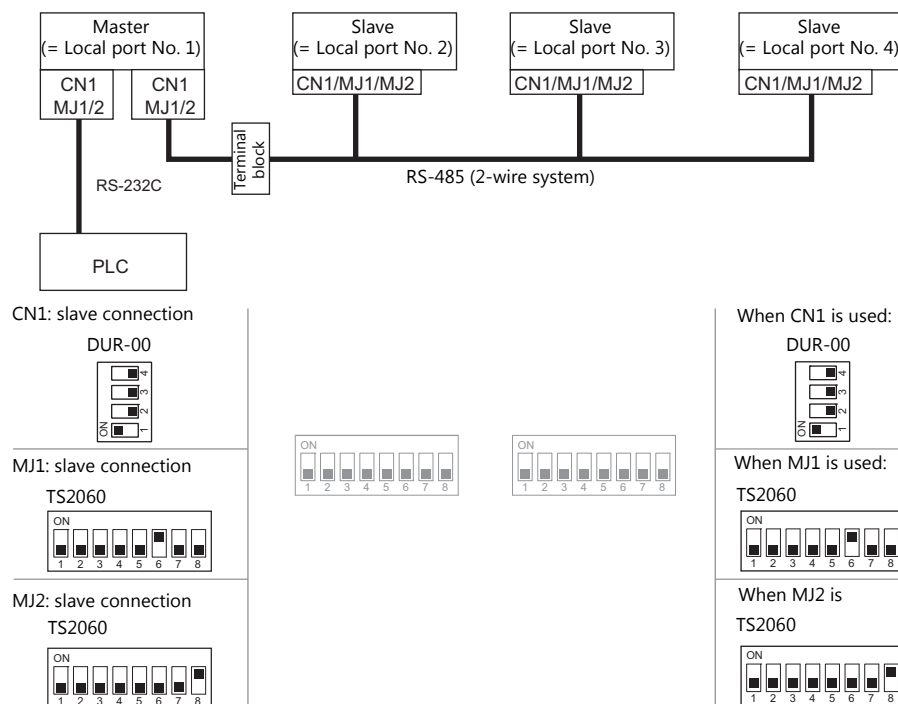 Master
(= Local port No. 1)
Slave
(= Local port No. 2)
Slave
(= Local port No. 3)
Slave
(= Local port No. 4)
CN1
MJ1/2
CN1
MJ1/2
CN1/MJ1/MJ2
CN1/MJ1/MJ2
CN1/MJ1/MJ2
Terminal
block
RS-232C
RS-485 (2-wire system)
PLC
CN1: slave connection
DUR-00
ON
1 2 3 4
When CN1 is used:
DUR-00
ON
1 2 3 4
MJ1: slave connection
TS2060
ON
1 2 3 4 5 6 7 8
ON
1 2 3 4 5 6 7 8
ON
1 2 3 4 5 6 7 8
When MJ1 is used:
TS2060
ON
1 2 3 4 5 6 7 8
MJ2: slave connection
TS2060
ON
1 2 3 4 5 6 7 8
When MJ2 is
TS2060
ON
1 2 3 4 5 6 7 8